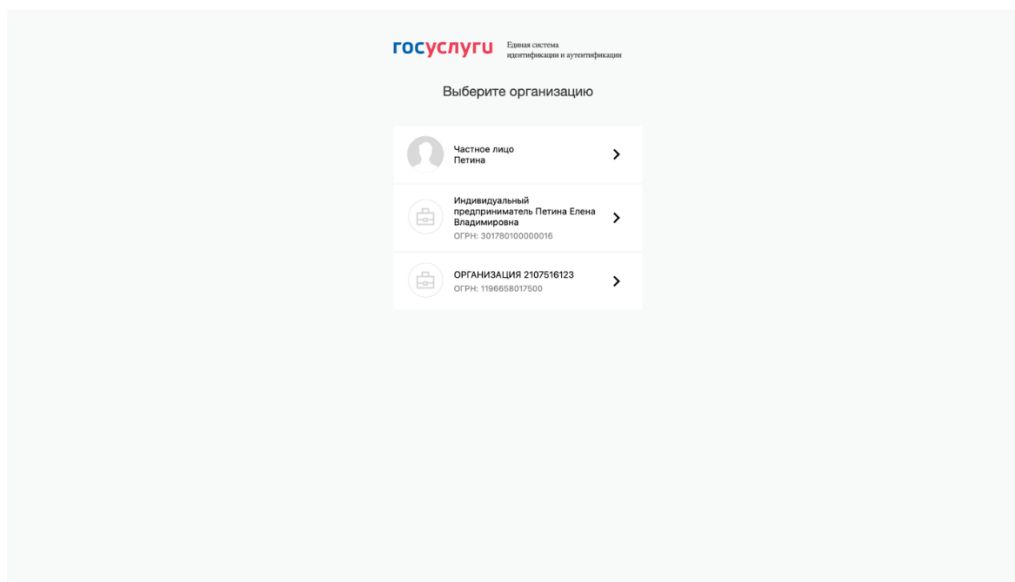 госуслуги
Единая система
идентификации и аутентификации
Выберите организацию
Частное лицо
Петина
Индивидуальный
предприниматель Петина Елена
Владимировна
ОГРН: 301780100000016
ОРГАНИЗАЦИЯ 2107516123
ОГРН: 1196658017500